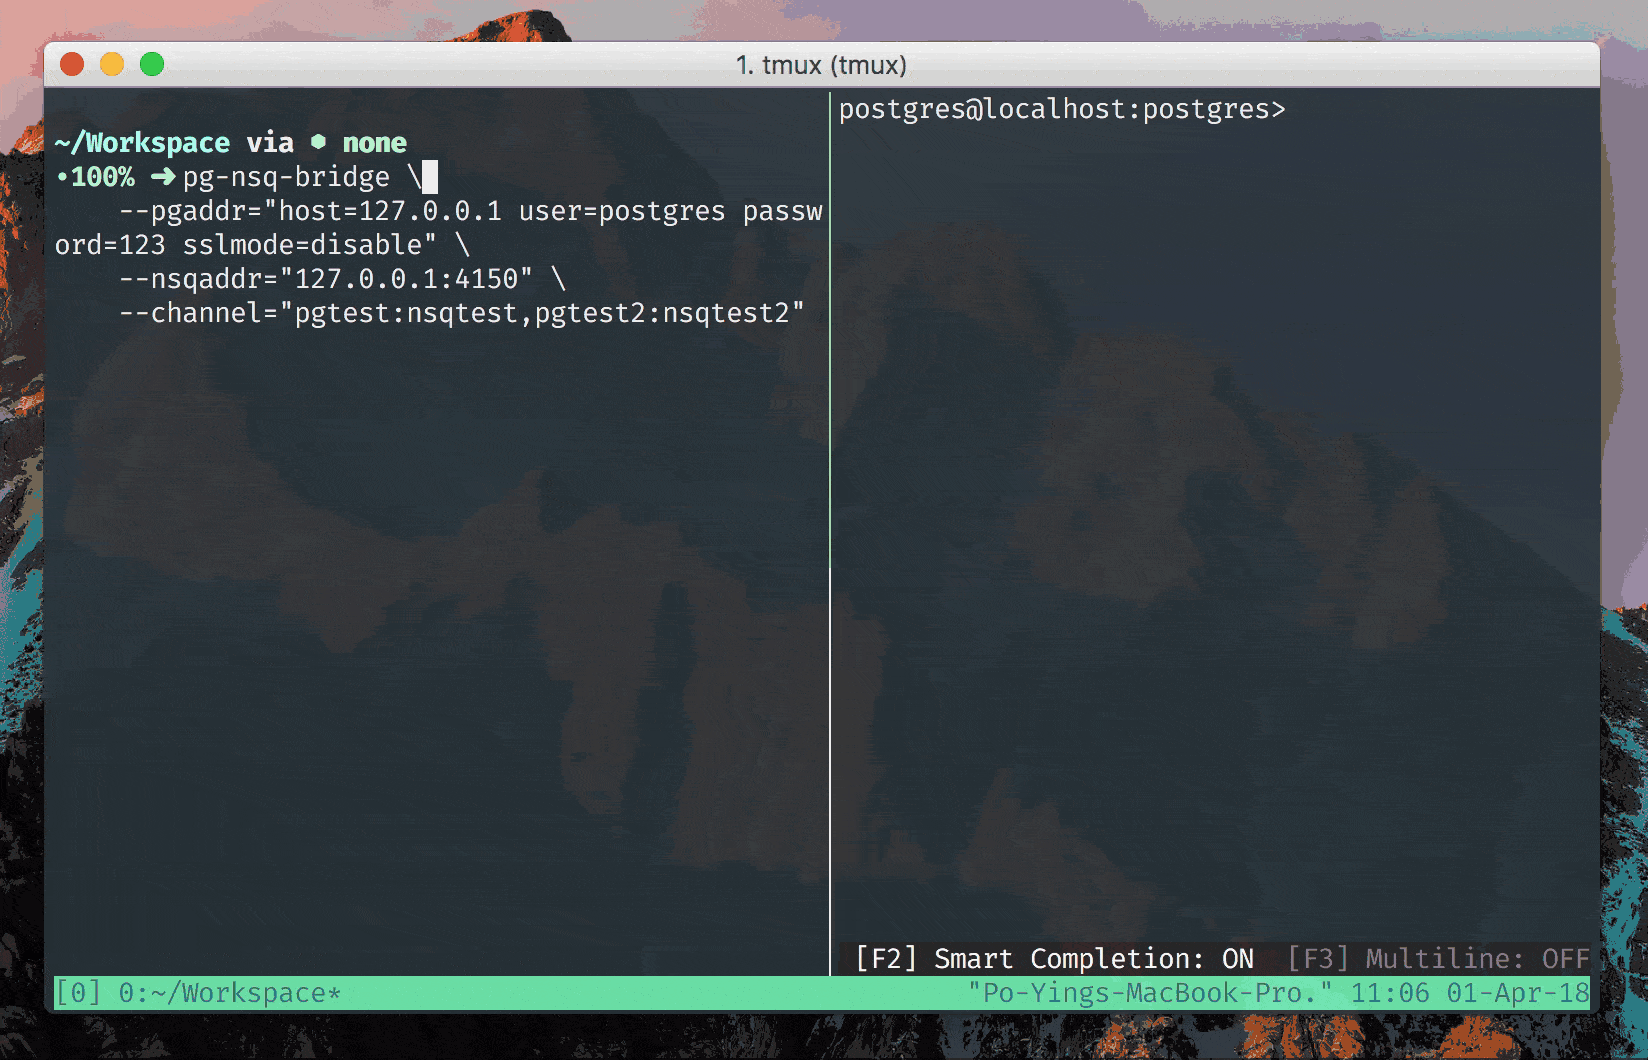 1. tmux (tmux)
~/Workspace via ⬢ none
•100% ➜ pg-nsq-bridge \
--pgaddr="host=127.0.0.1 user=postgres passw
ord=123 sslmode=disable" \
--nsqaddr="127.0.0.1:4150" \
--channel="pgtest:nsqtest,pgtest2:nsqtest2"
postgres@localhost:postgres>
[F2] Smart Completion: ON [F3] Multiline: OFF
[0] 0:~/Workspace* "Po-Yings-MacBook-Pro." 11:06 01-Apr-18